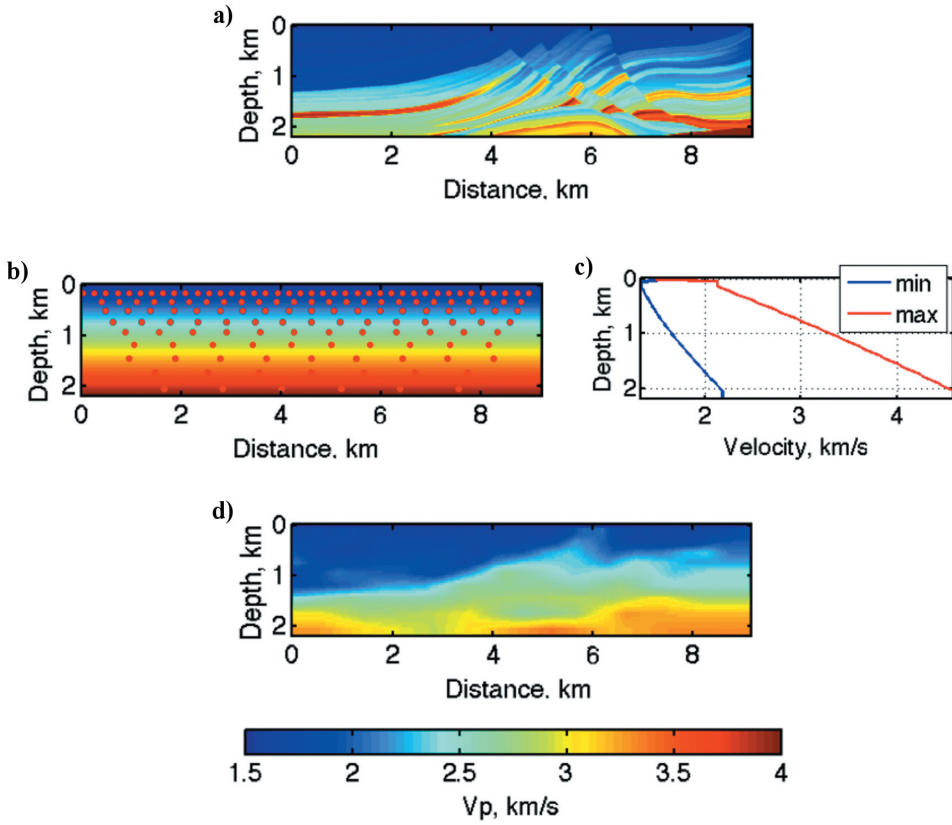 a)
0
1
2
Depth, km
0 2 4 6 8
Distance, km
b)
0
1
2
Depth, km
0 2 4 6 8
Distance, km
c)
0
1
2
Depth, km
min
max
2 3 4
Velocity, km/s
d)
0
1
2
Depth, km
0 2 4 6 8
Distance, km
1.5 2 2.5 3 3.5 4
Vp, km/s